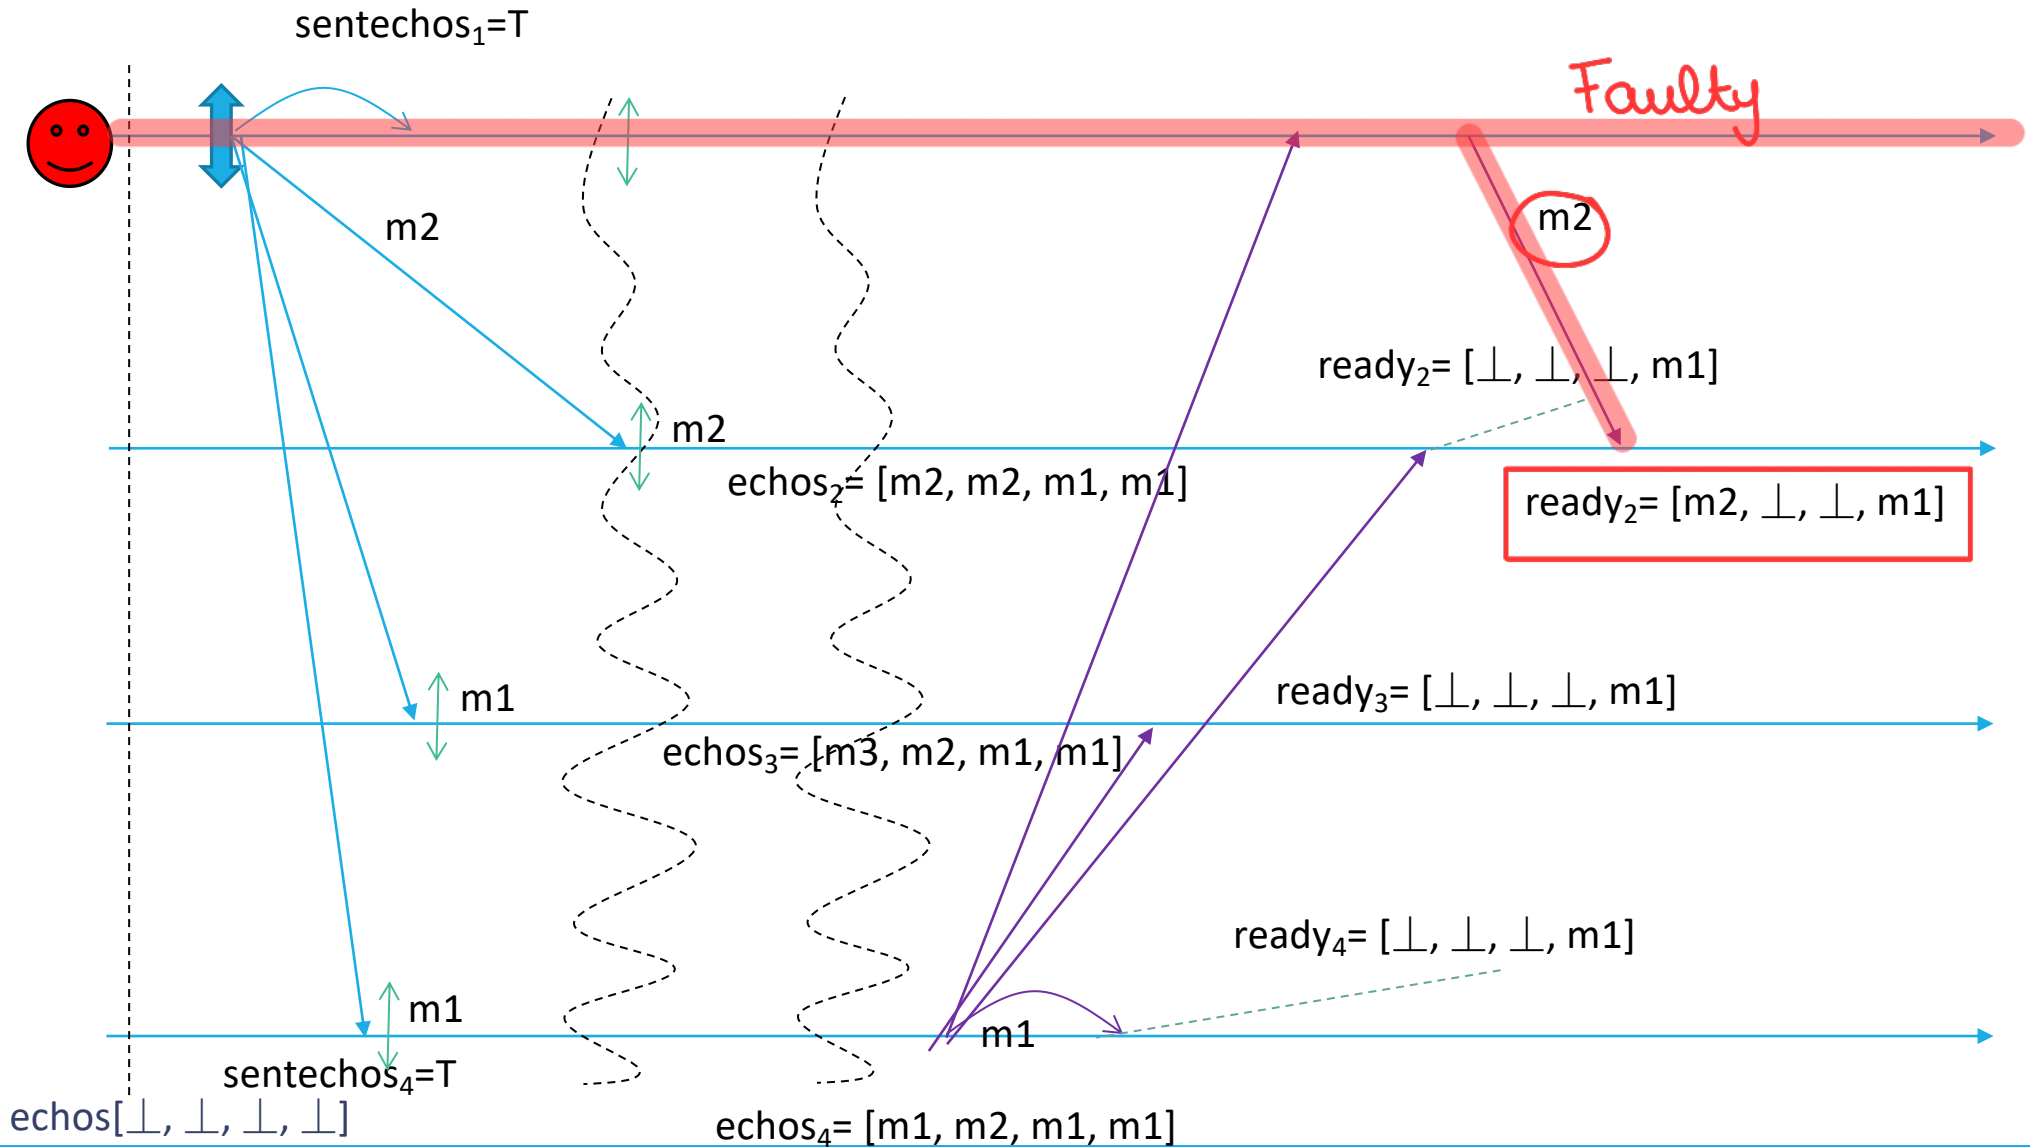 sentechos₁=T
Faulty
m2
m2
ready₂= [⊥, ⊥, ⊥, m1]
m2
echos₂= [m2, m2, m1, m1]
ready₂= [m2, ⊥, ⊥, m1]
m1
ready₃= [⊥, ⊥, ⊥, m1]
echos₃= [m3, m2, m1, m1]
ready₄= [⊥, ⊥, ⊥, m1]
m1
m1
sentechos₄=T
echos[⊥, ⊥, ⊥, ⊥]
echos₄= [m1, m2, m1, m1]